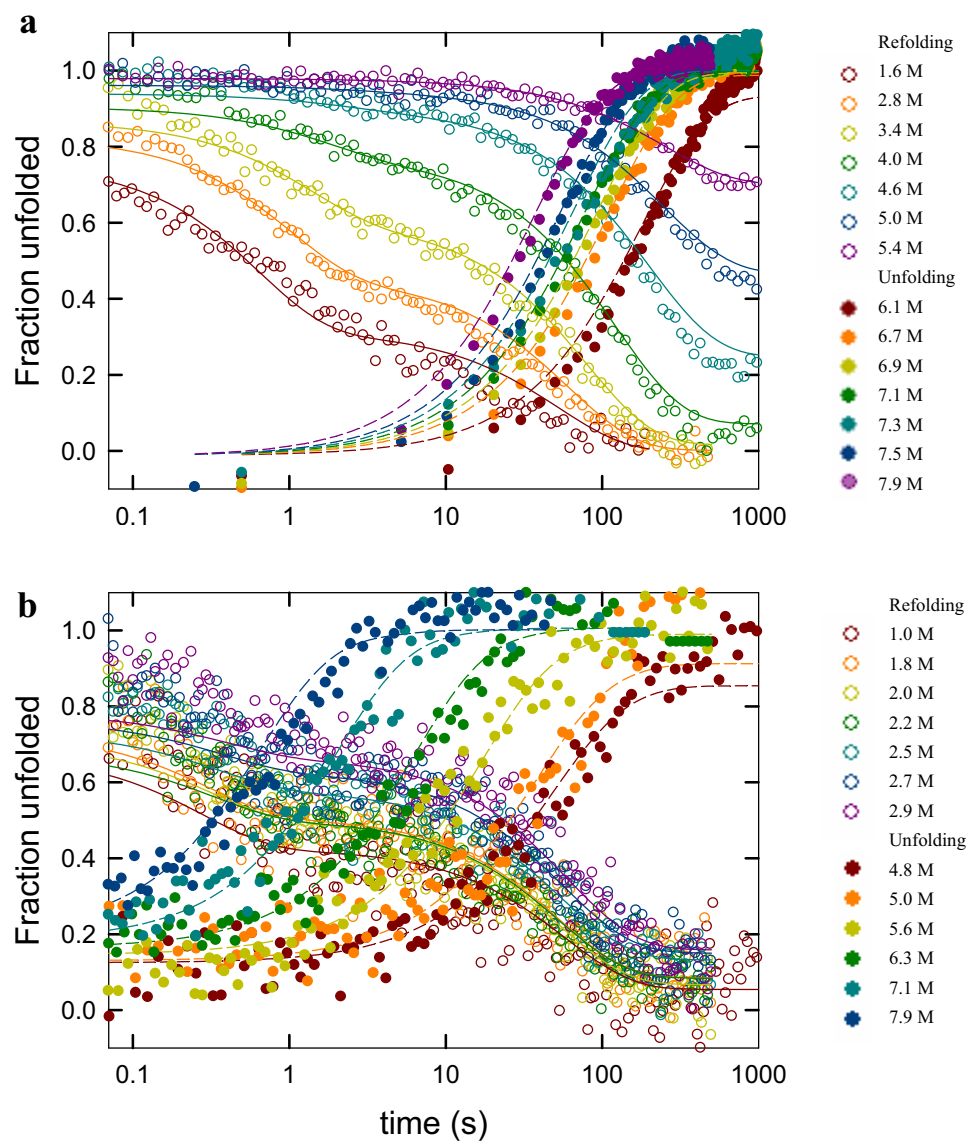 a
Fraction unfolded
1.0
0.8
0.6
0.4
0.2
0.0
0.1 1 10 100 1000
Refolding
1.6 M
2.8 M
3.4 M
4.0 M
4.6 M
5.0 M
5.4 M
Unfolding
6.1 M
6.7 M
6.9 M
7.1 M
7.3 M
7.5 M
7.9 M
b
Fraction unfolded
1.0
0.8
0.6
0.4
0.2
0.0
0.1 1 10 100 1000
time (s)
Refolding
1.0 M
1.8 M
2.0 M
2.2 M
2.5 M
2.7 M
2.9 M
Unfolding
4.8 M
5.0 M
5.6 M
6.3 M
7.1 M
7.9 M